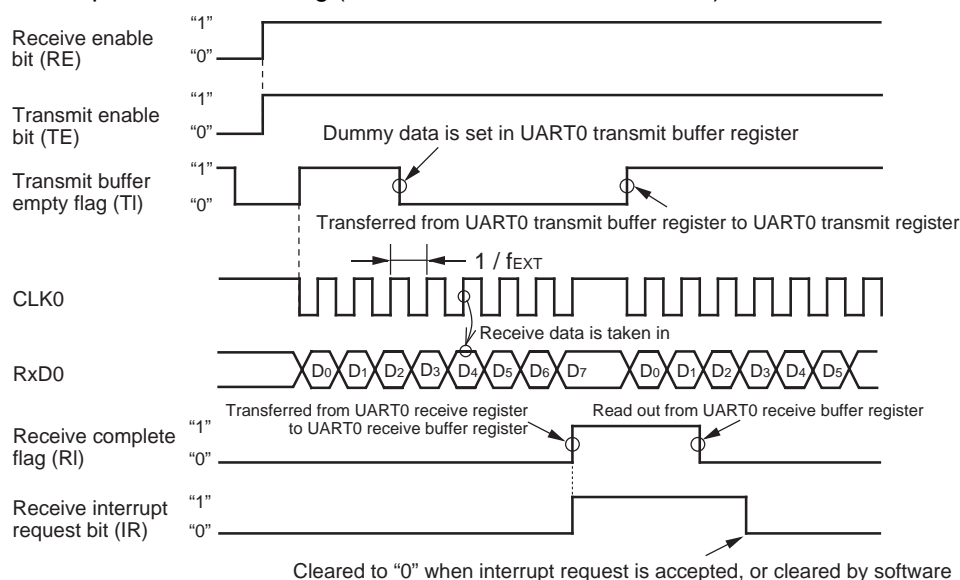 Receive enable
bit (RE)
“1”
“0”
Transmit enable
bit (TE)
“1”
“0”
Dummy data is set in UART0 transmit buffer register
Transmit buffer
empty flag (TI)
“1”
“0”
Transferred from UART0 transmit buffer register to UART0 transmit register
1 / fEXT
CLK0
Receive data is taken in
RxD0
D0 D1 D2 D3 D4 D5 D6 D7 D0 D1 D2 D3 D4 D5
Transferred from UART0 receive register
to UART0 receive buffer register
Read out from UART0 receive buffer register
Receive complete
flag (RI)
“1”
“0”
Receive interrupt
request bit (IR)
“1”
“0”
Cleared to “0” when interrupt request is accepted, or cleared by software